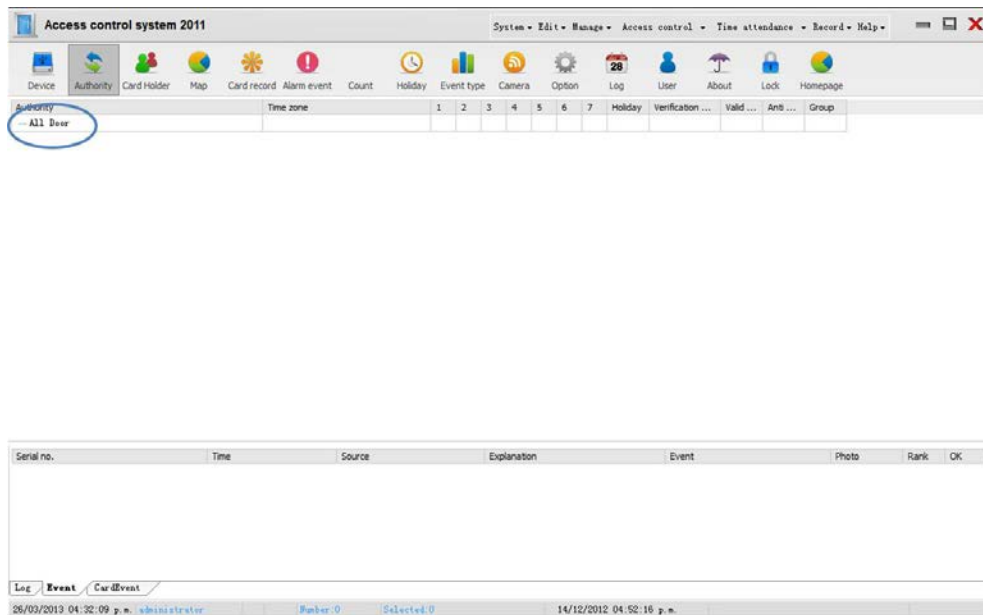 Access control system 2011
System Edit Manage Access control Time attendance Record Help
28
Device Authority Card Holder Map Card record Alarm event Count Holiday Event type Camera Option Log User About Lock Homepage
Authority Time zone 1 2 3 4 5 6 7 Holiday Verification ... Valid ... Anti ... Group
All Door
Serial no. Time Source Explanation Event Photo Rank OK
Log Event CardEvent
26/03/2013 04:32:09 p.m. administrator Number:0 Selected:0 14/12/2012 04:52:16 p.m.